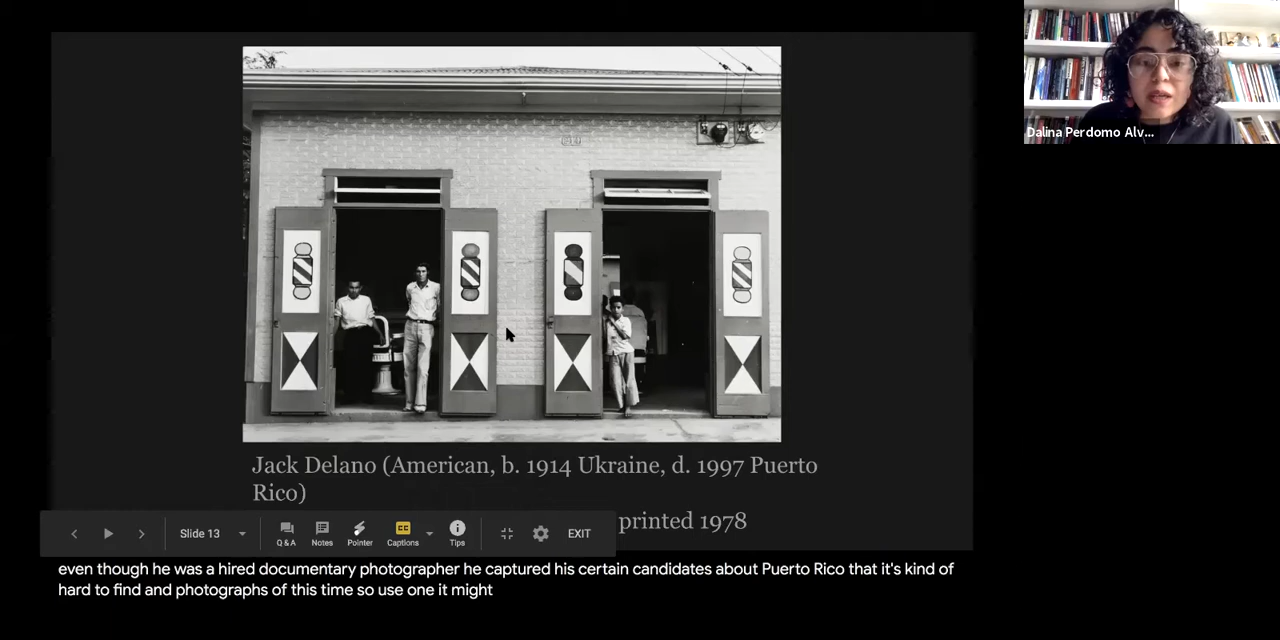 Dalina Perdomo Alv...
Jack Delano (American, b. 1914 Ukraine, d. 1997 Puerto
Rico)
printed 1978
Slide 13
Q & A
Notes
Pointer
Captions
Tips
EXIT
even though he was a hired documentary photographer he captured his certain candidates about Puerto Rico that it's kind of
hard to find and photographs of this time so use one it might